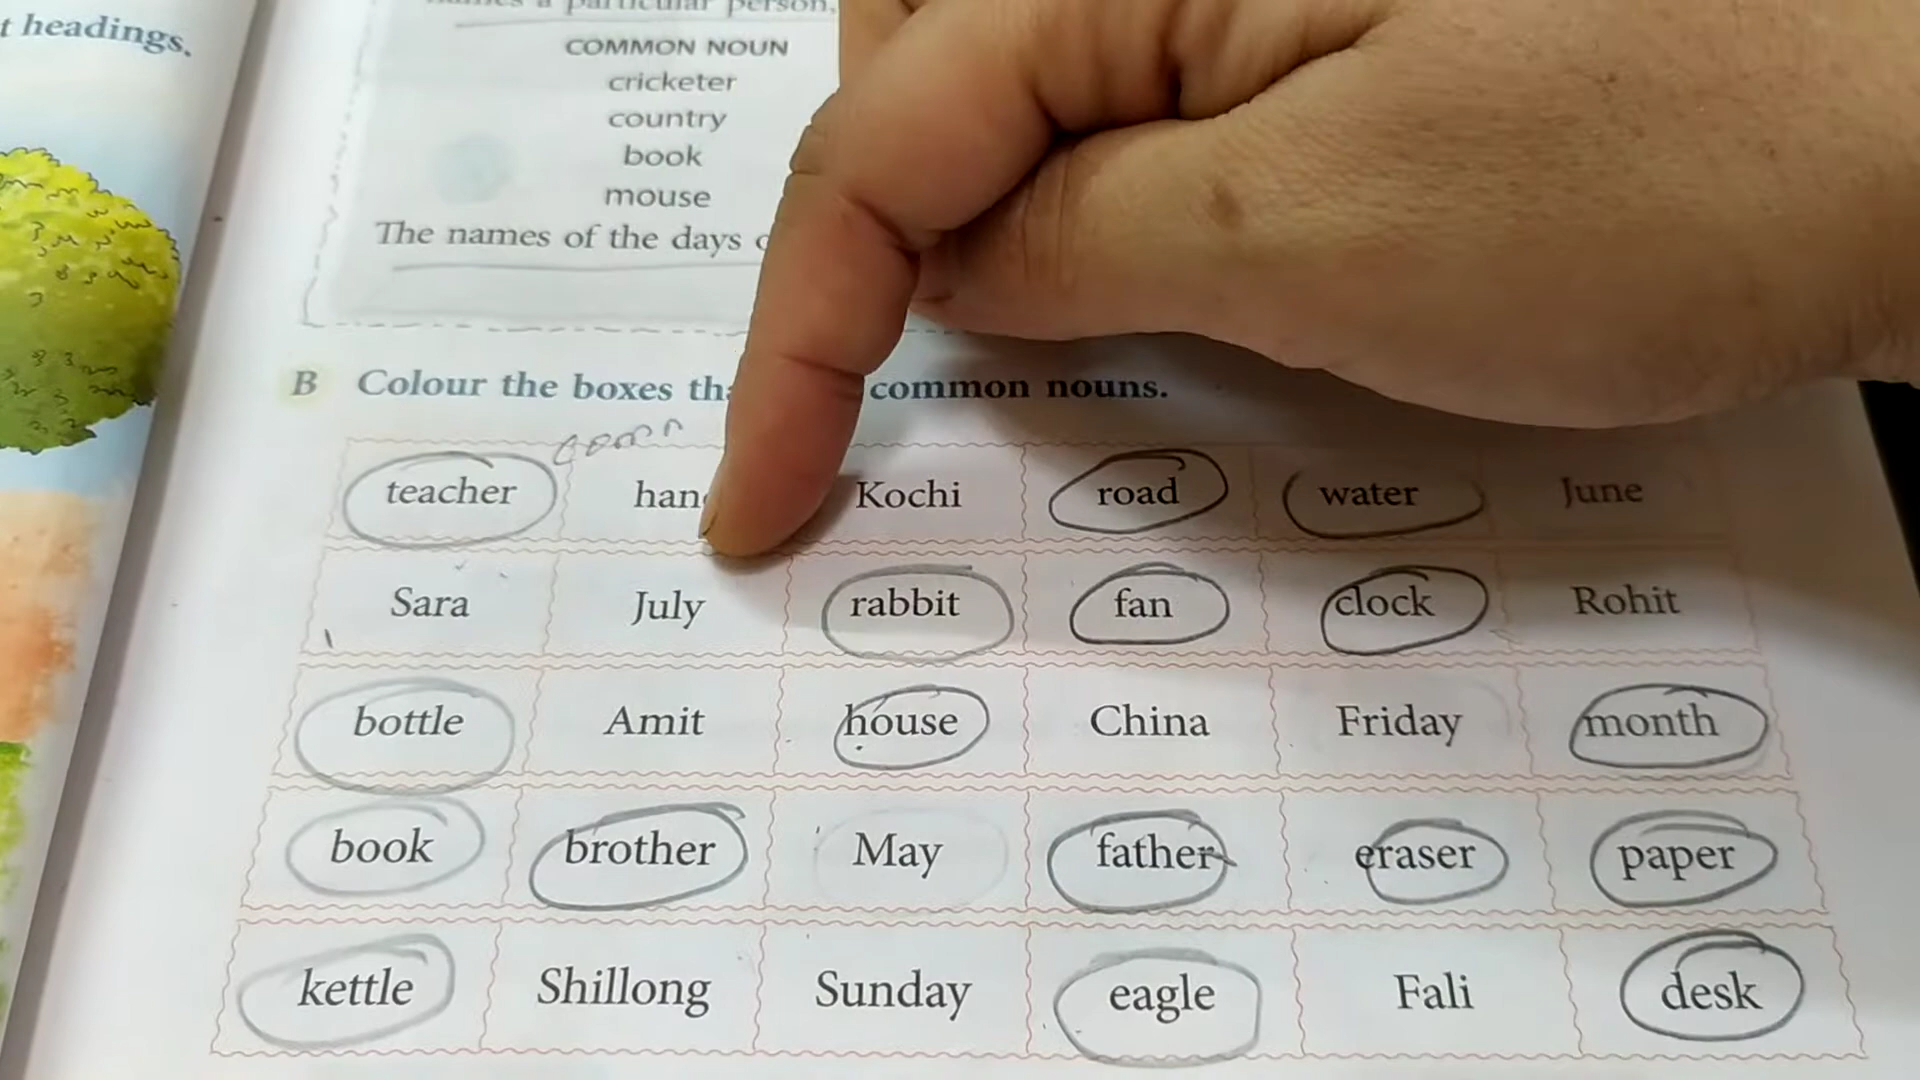 t headings.
a particular person.
COMMON NOUN
cricketer
country
book
mouse
The names of the days
B Colour the boxes common nouns.
teacher Kochi road water June
Sara July rabbit fan clock Rohit
bottle Amit house China Friday month
book brother May father eraser paper
kettle Shillong Sunday eagle Fali desk